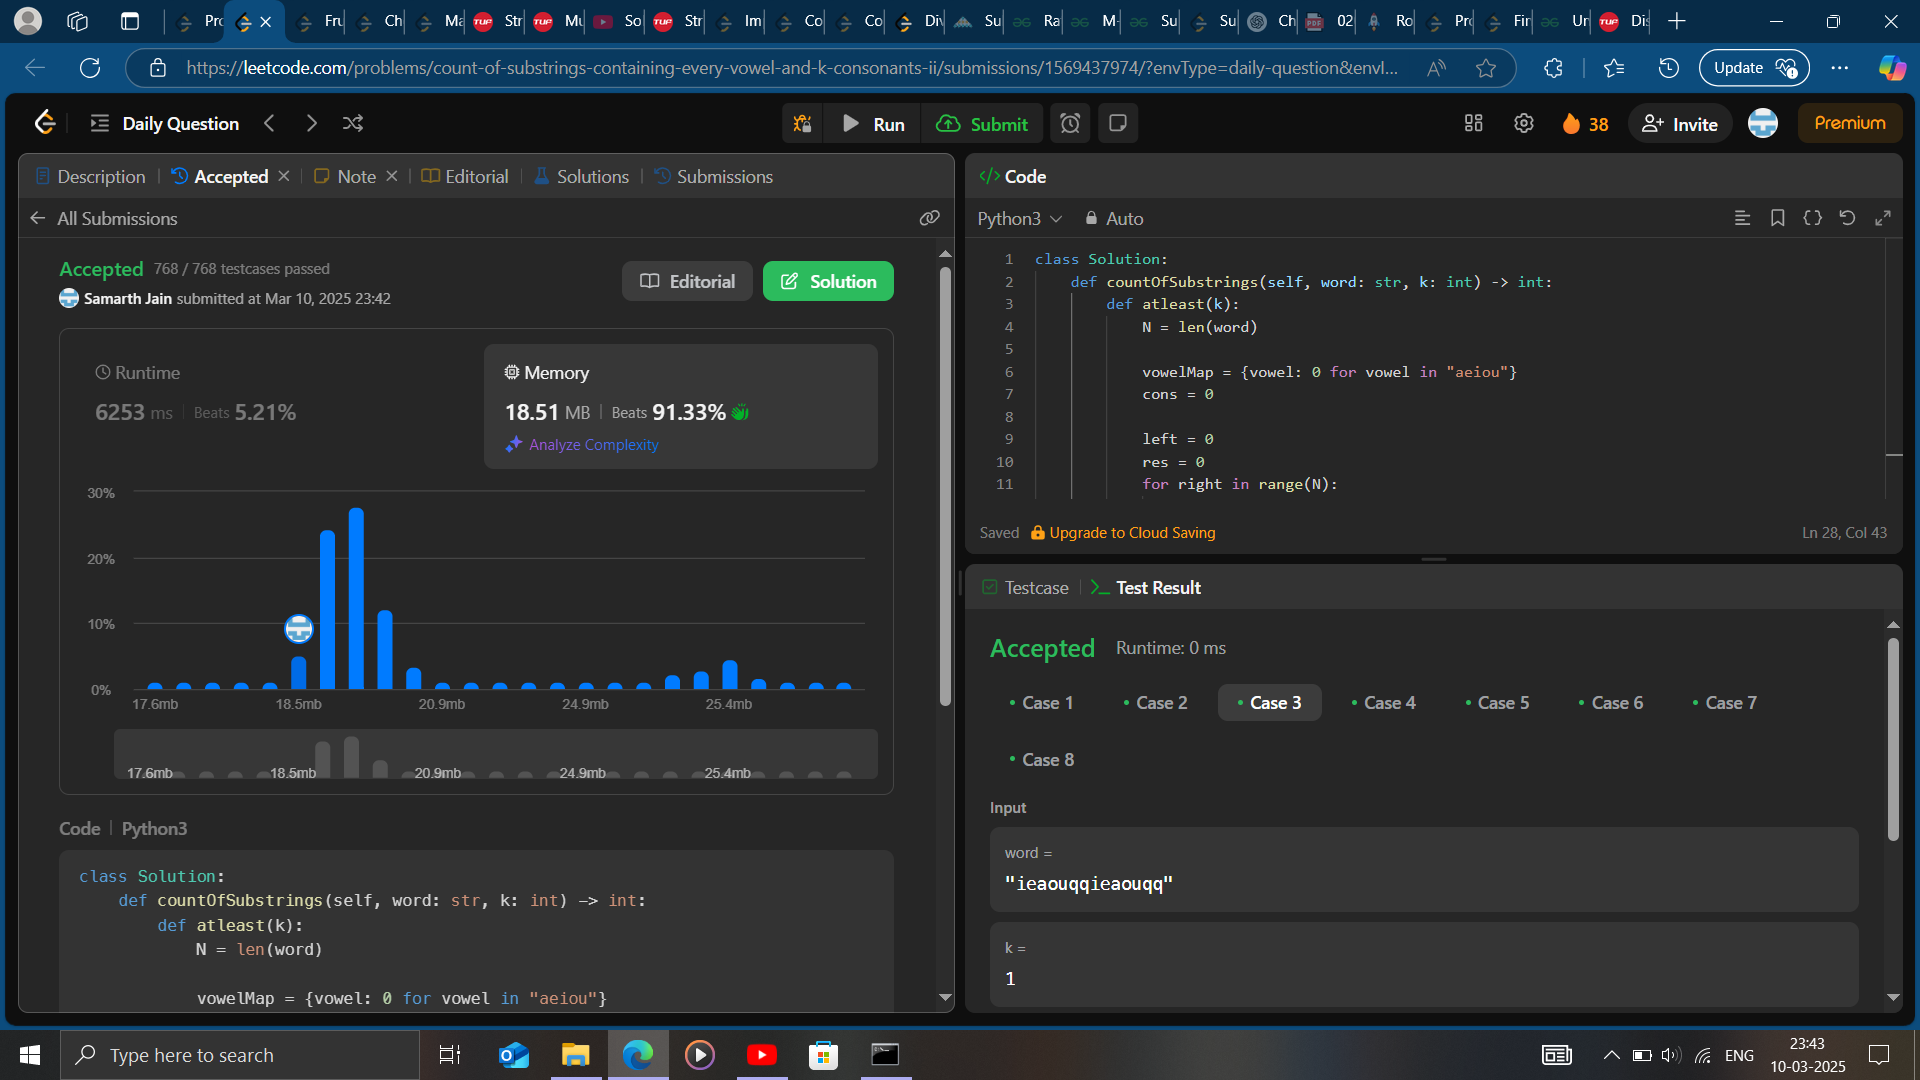 Pro
Fru
Ch
Ma
TUF Str
TUF Mu
So
TUF Str
Im
Co
Co
Div
Su
Ra
M-
Su
Su
Ch
02
Ro
Pro
Fin
Un
TUF Dis
https://leetcode.com/problems/count-of-substrings-containing-every-vowel-and-k-consonants-ii/submissions/1569437974/?envType=daily-question&envI...
Update
Daily Question
Run
Submit
38
Invite
Premium
Description
Accepted
Note
Editorial
Solutions
Submissions
All Submissions
Accepted 768 / 768 testcases passed
Samarth Jain submitted at Mar 10, 2025 23:42
Editorial
Solution
Runtime
6253 ms | Beats 5.21%
Memory
18.51 MB | Beats 91.33%
Analyze Complexity
30%
20%
10%
0%
17.6mb 18.5mb 20.9mb 24.9mb 25.4mb
17.6mb 18.5mb 20.9mb 24.9mb 25.4mb
Code | Python3
class Solution:
def countOfSubstrings(self, word: str, k: int) -> int:
def atleast(k):
N = len(word)
vowelMap = {vowel: 0 for vowel in "aeiou"}
</> Code
Python3
Auto
1 class Solution:
2 def countOfSubstrings(self, word: str, k: int) -> int:
3 def atleast(k):
4 N = len(word)
5
6 vowelMap = {vowel: 0 for vowel in "aeiou"}
7 cons = 0
8
9 left = 0
10 res = 0
11 for right in range(N):
Saved Upgrade to Cloud Saving
Ln 28, Col 43
Testcase
Test Result
Accepted Runtime: 0 ms
• Case 1 • Case 2 • Case 3 • Case 4 • Case 5 • Case 6 • Case 7
• Case 8
Input
word =
"ieaouqqieaouqq"
k =
1
Type here to search
ENG
23:43
10-03-2025